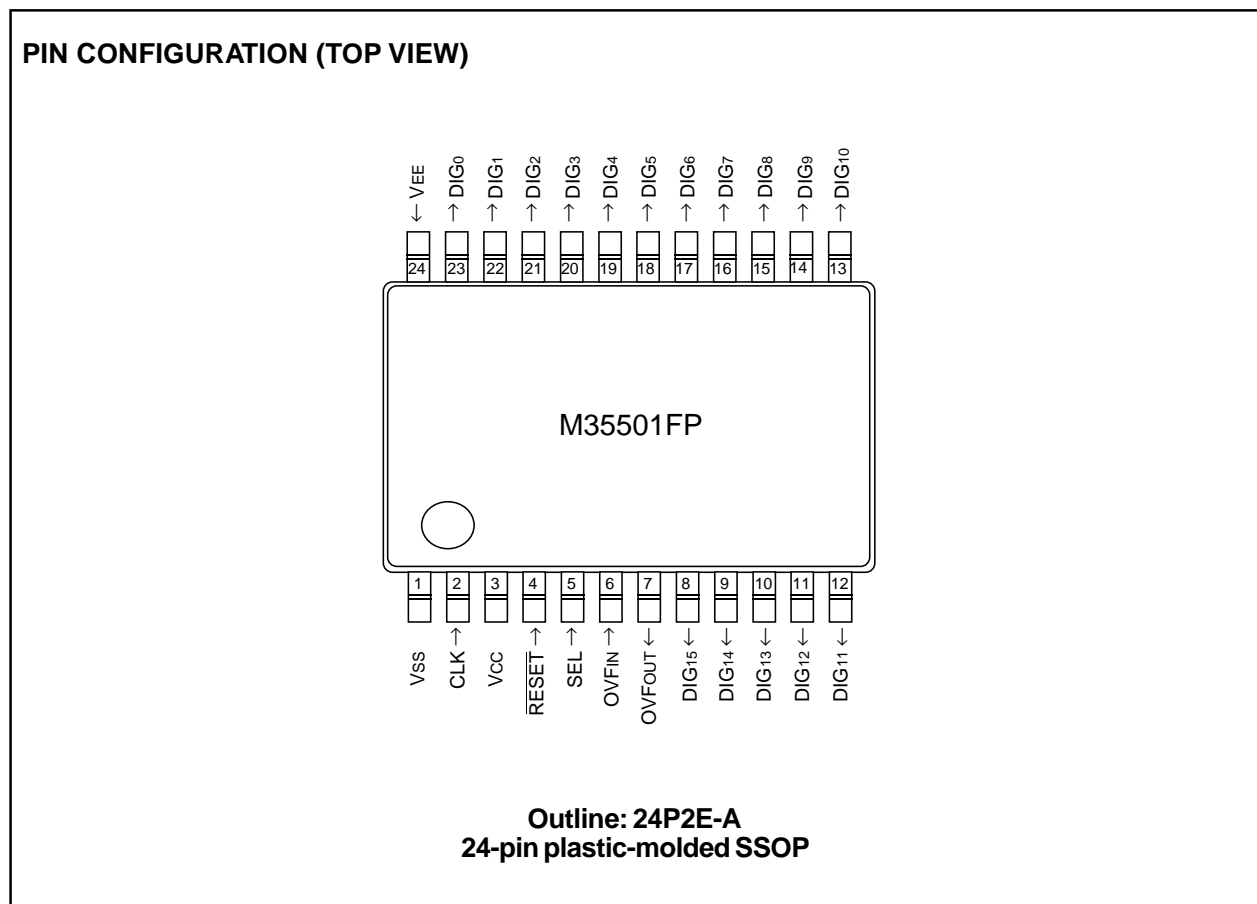 PIN CONFIGURATION (TOP VIEW)
← VEE
→ DIG0
→ DIG1
→ DIG2
→ DIG3
→ DIG4
→ DIG5
→ DIG6
→ DIG7
→ DIG8
→ DIG9
→ DIG10
24 23 22 21 20 19 18 17 16 15 14 13
M35501FP
1 2 3 4 5 6 7 8 9 10 11 12
VSS
CLK →
VCC
RESET →
SEL →
OVFIN →
OVFOUT ←
DIG15 ←
DIG14 ←
DIG13 ←
DIG12 ←
DIG11 ←
Outline: 24P2E-A
24-pin plastic-molded SSOP